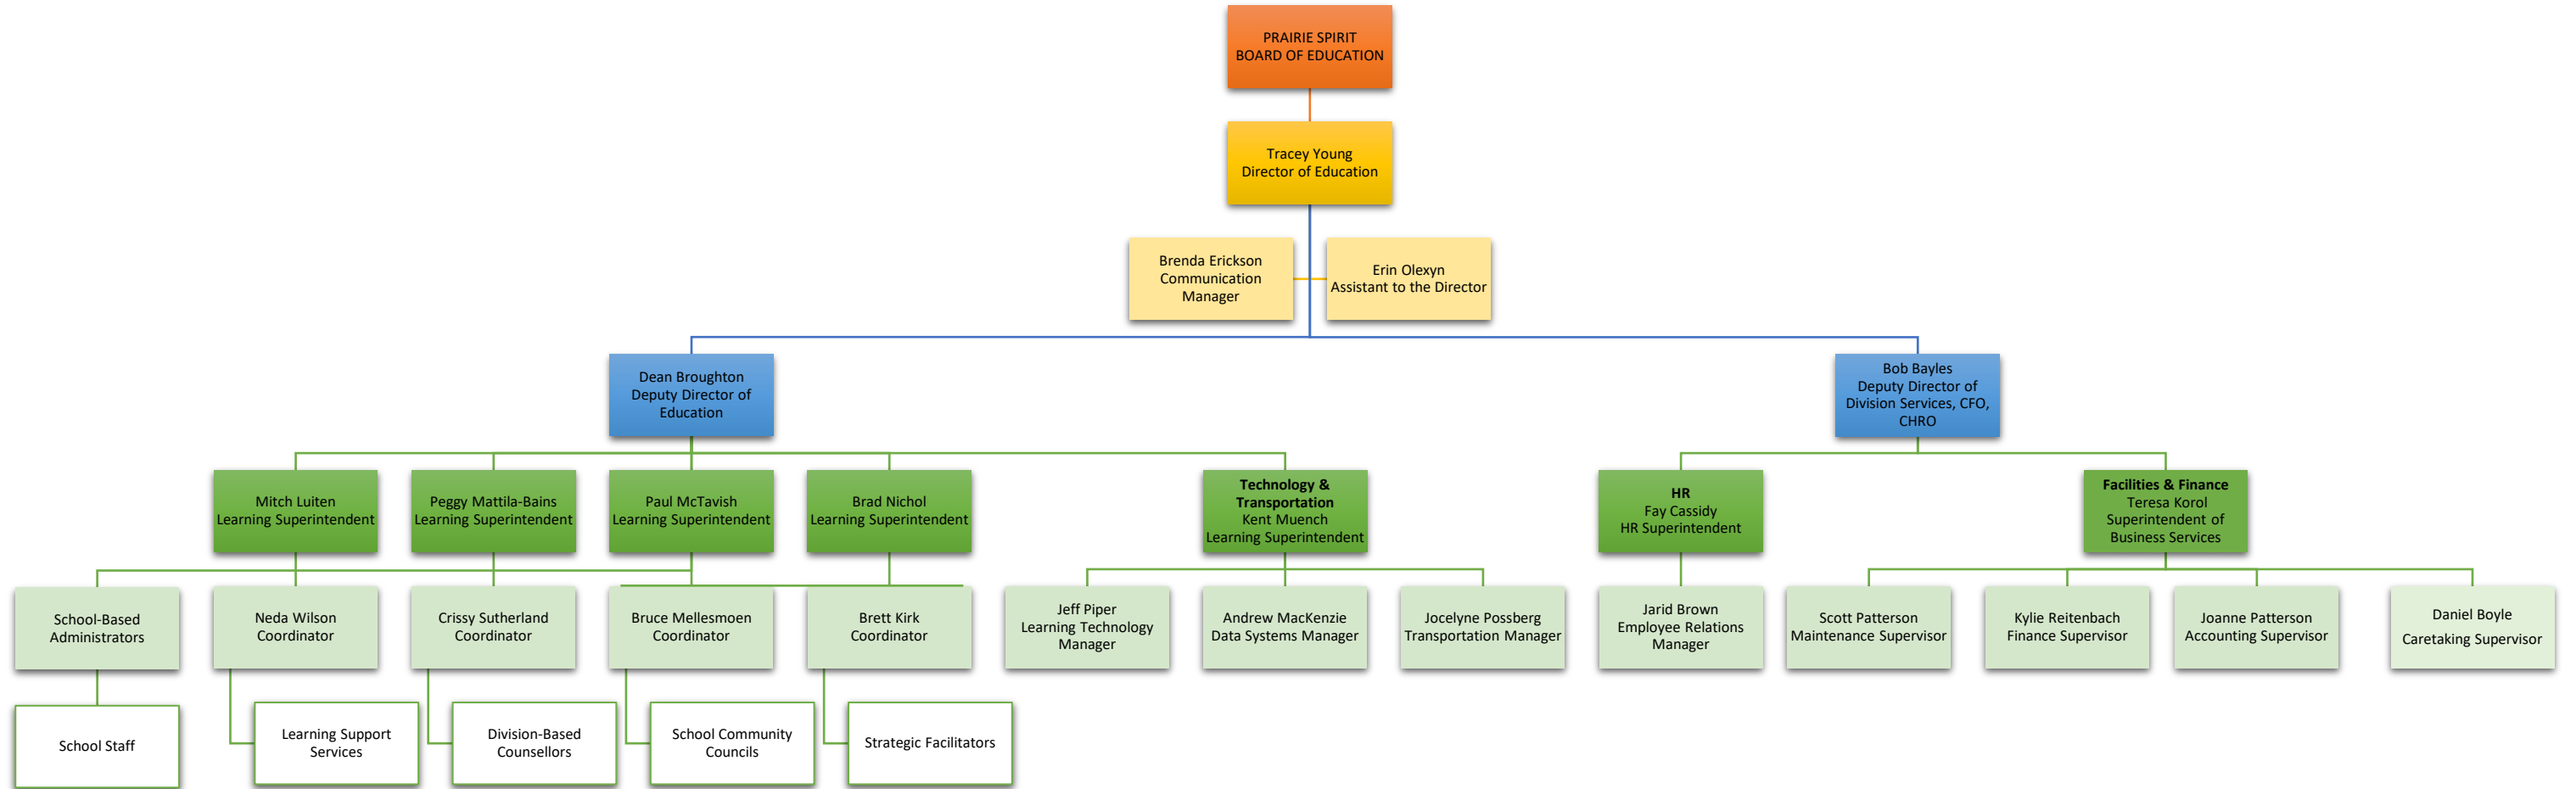 PRAIRIE SPIRIT
BOARD OF EDUCATION
Tracey Young
Director of Education
Brenda Erickson
Communication
Manager
Erin Olexyn
Assistant to the Director
Dean Broughton
Deputy Director of
Education
Bob Bayles
Deputy Director of
Division Services, CFO,
CHRO
Mitch Luiten
Learning Superintendent
Peggy Mattila-Bains
Learning Superintendent
Paul McTavish
Learning Superintendent
Brad Nichol
Learning Superintendent
Technology &
Transportation
Kent Muench
Learning Superintendent
HR
Fay Cassidy
HR Superintendent
Facilities & Finance
Teresa Korol
Superintendent of
Business Services
School-Based
Administrators
Neda Wilson
Coordinator
Crissy Sutherland
Coordinator
Bruce Mellesmoen
Coordinator
Brett Kirk
Coordinator
Jeff Piper
Learning Technology
Manager
Andrew MacKenzie
Data Systems Manager
Jocelyne Possberg
Transportation Manager
Jarid Brown
Employee Relations
Manager
Scott Patterson
Maintenance Supervisor
Kylie Reitenbach
Finance Supervisor
Joanne Patterson
Accounting Supervisor
Daniel Boyle
Caretaking Supervisor
School Staff
Learning Support
Services
Division-Based
Counsellors
School Community
Councils
Strategic Facilitators